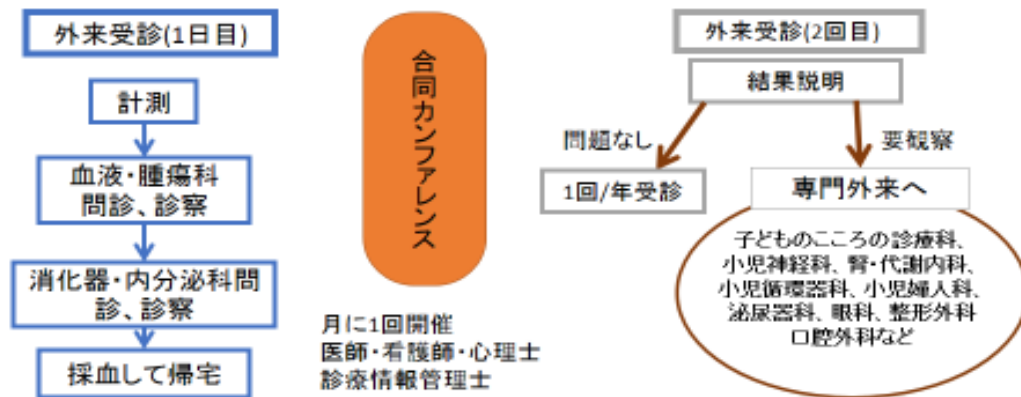 外来受診(1日目)
計測
血液・腫瘍科
問診、診察
消化器・内分泌科問
診、診察
採血して帰宅
合同カンファレンス
月に1回開催
医師・看護師・心理士
診療情報管理士
外来受診(2回目)
結果説明
問題なし
要観察
1回/年受診
専門外来へ
子どものこころの診療科、
小児神経科、腎・代謝内科、
小児循環器科、小児婦人科、
泌尿器科、眼科、整形外科
口腔外科など